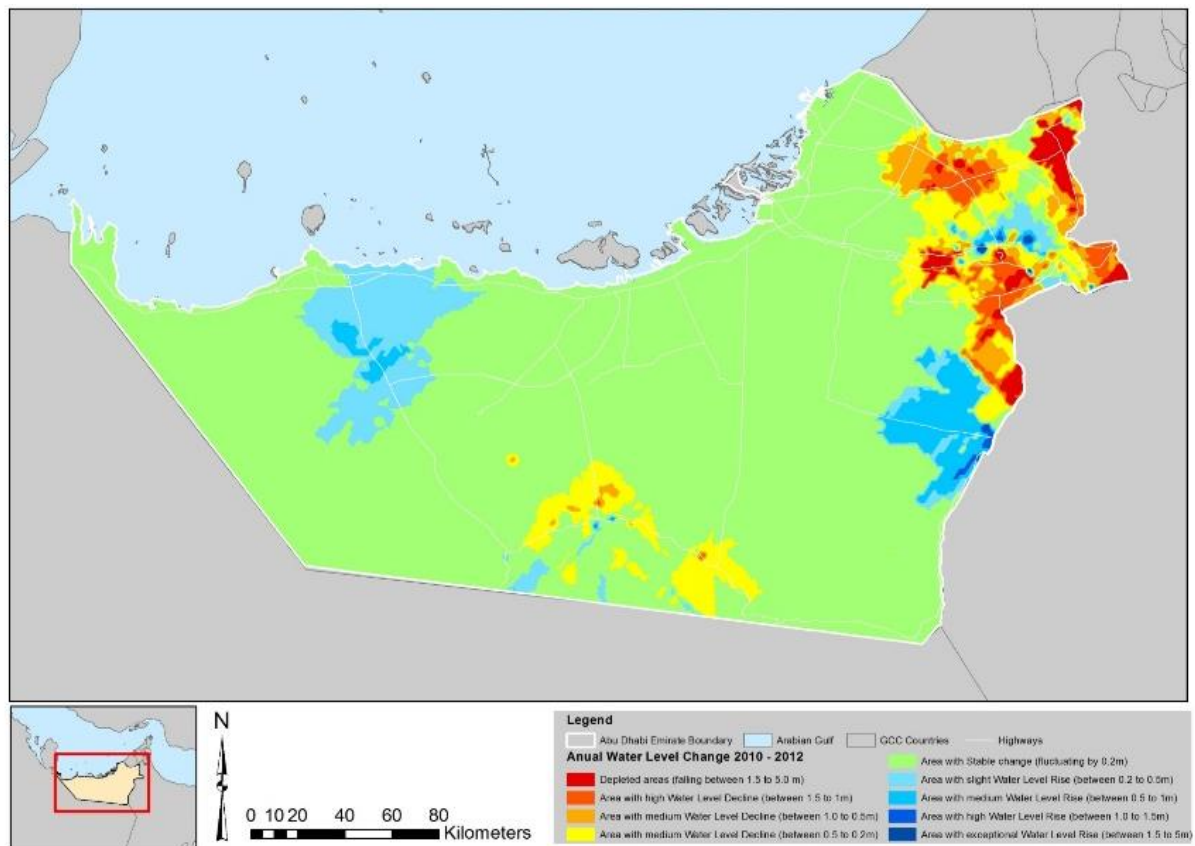 N
0 10 20 40 60 80
Kilometers
Legend
Abu Dhabi Emirate Boundary Arabian Gulf GCC Countries Highways
Anual Water Level Change 2010 - 2012
Depleted areas (falling between 1.5 to 5.0 m)
Area with high Water Level Decline (between 1.5 to 1m)
Area with medium Water Level Decline (between 1.0 to 0.5m)
Area with medium Water Level Decline (between 0.5 to 0.2m)
Area with Stable change (fluctuating by 0.2m)
Area with slight Water Level Rise (between 0.2 to 0.5m)
Area with medium Water Level Rise (between 0.5 to 1m)
Area with high Water Level Rise (between 1.0 to 1.5m)
Area with exceptional Water Level Rise (between 1.5 to 5m)